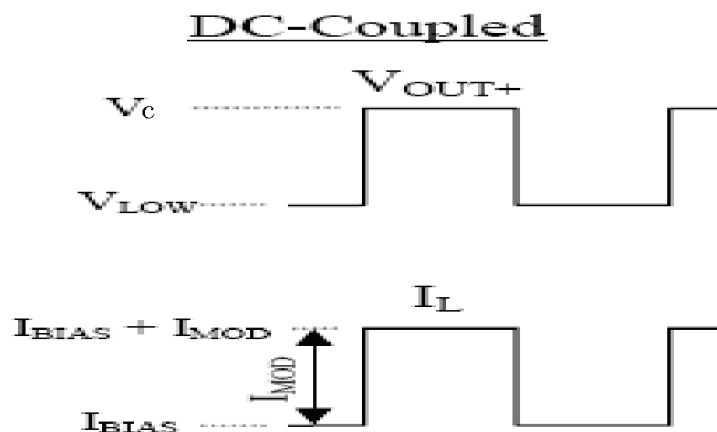 DC-Coupled
VOUT+
Vc
VLOW
IL
IBIAS + IMOD
IMOD
IBIAS